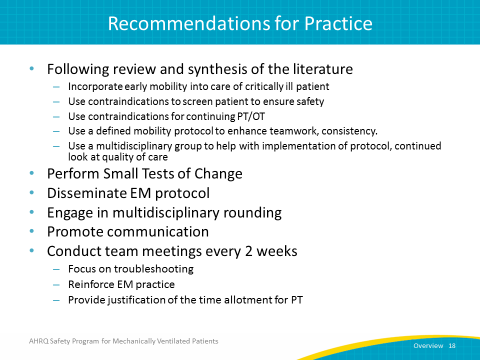 Recommendations for Practice
• Following review and synthesis of the literature
– Incorporate early mobility into care of critically ill patient
– Use contraindications to screen patient to ensure safety
– Use contraindications for continuing PT/OT
– Use a defined mobility protocol to enhance teamwork, consistency.
– Use a multidisciplinary group to help with implementation of protocol, continued
look at quality of care
• Perform Small Tests of Change
• Disseminate EM protocol
• Engage in multidisciplinary rounding
• Promote communication
• Conduct team meetings every 2 weeks
– Focus on troubleshooting
– Reinforce EM practice
– Provide justification of the time allotment for PT
AHRQ Safety Program for Mechanically Ventilated Patients
Overview 18